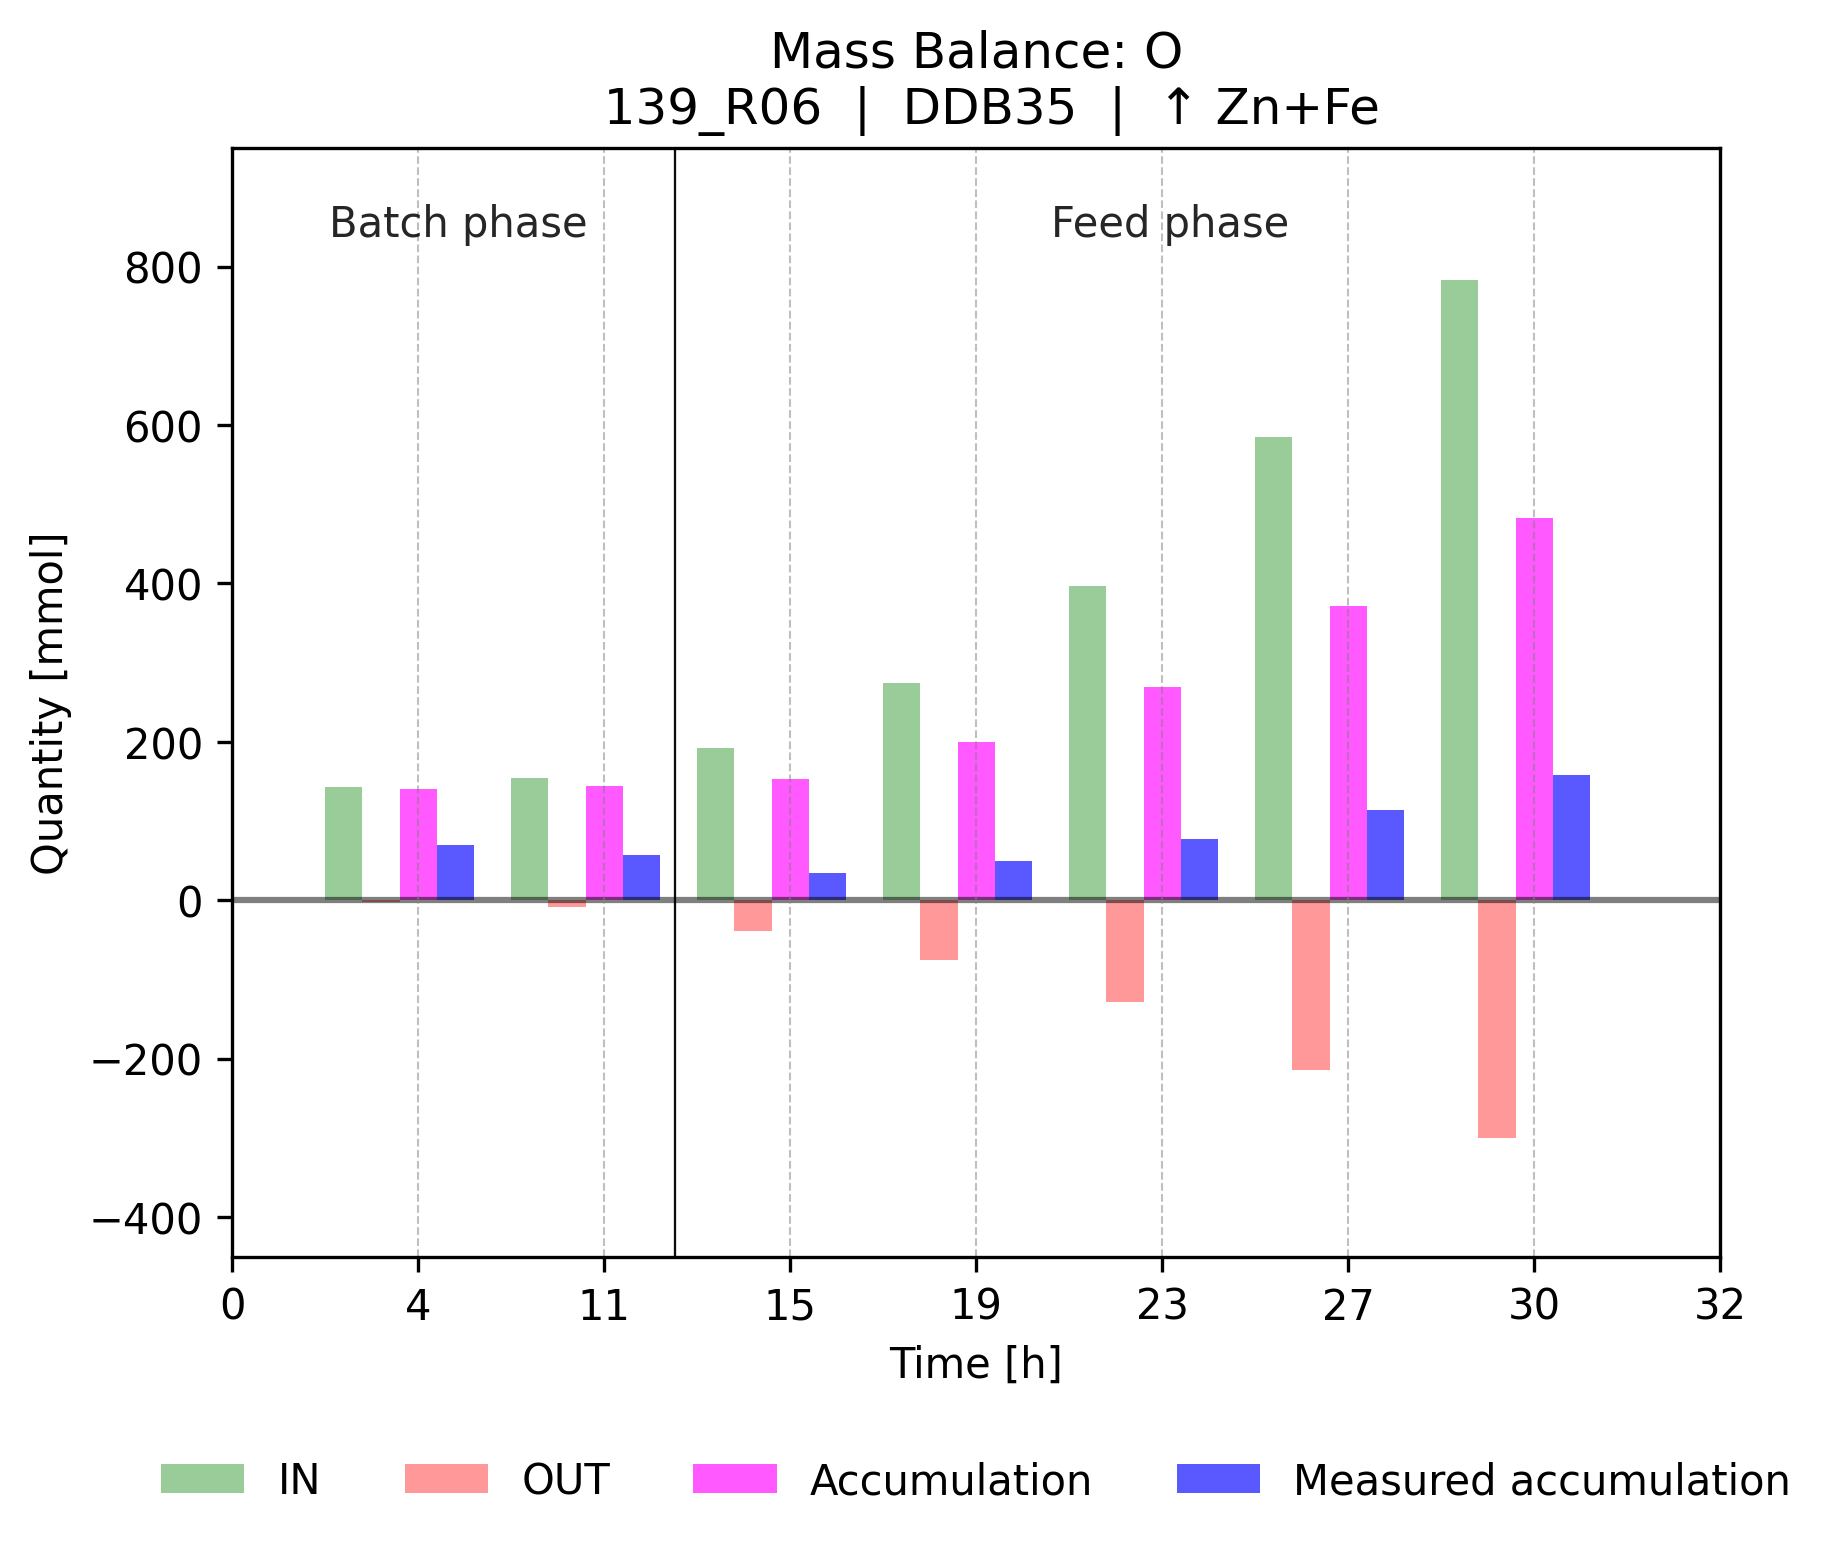 Mass Balance: O
139_R06 | DDB35 | ↑ Zn+Fe
Batch phase
Feed phase
800
600
400
200
0
−200
−400
Quantity [mmol]
0 4 11 15 19 23 27 30 32
Time [h]
IN OUT Accumulation Measured accumulation